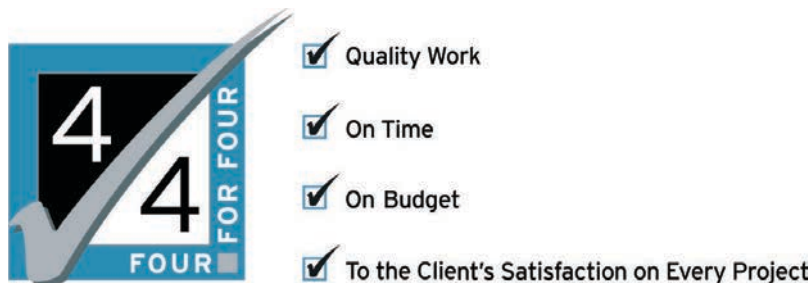 4
4
FOUR
FOR FOUR
Quality Work
On Time
On Budget
To the Client's Satisfaction on Every Project